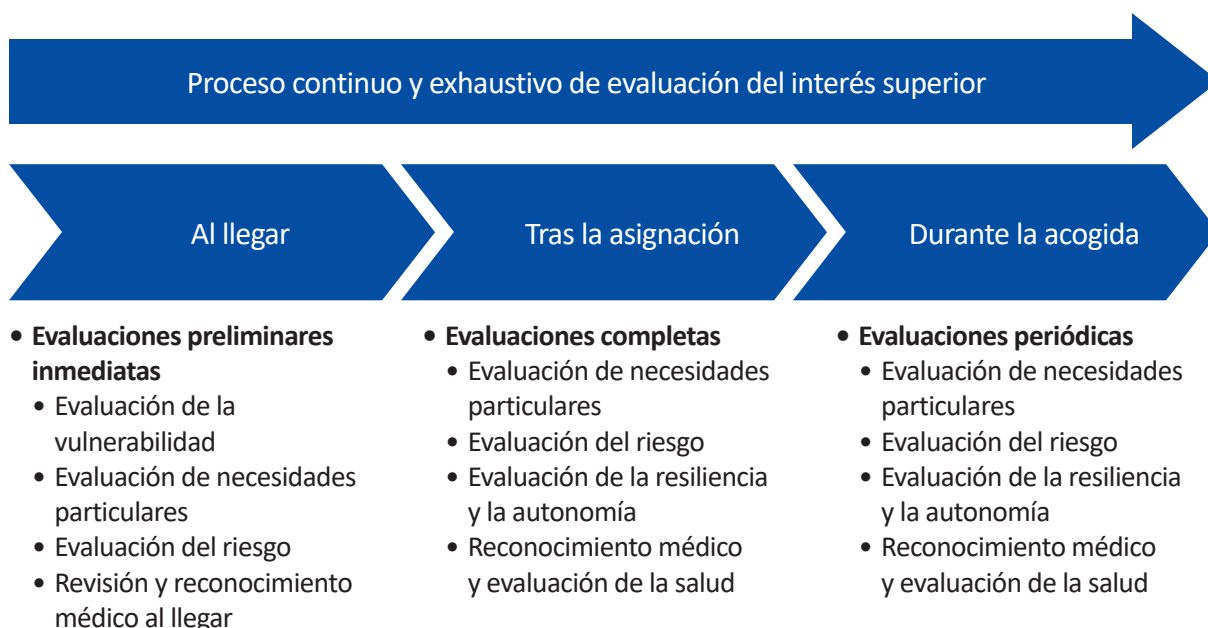 Proceso continuo y exhaustivo de evaluación del interés superior
Al llegar
Tras la asignación
Durante la acogida
• Evaluaciones preliminares
inmediatas
• Evaluación de la
vulnerabilidad
• Evaluación de necesidades
particulares
• Evaluación del riesgo
• Revisión y reconocimiento
médico al llegar
• Evaluaciones completas
• Evaluación de necesidades
particulares
• Evaluación del riesgo
• Evaluación de la resiliencia
y la autonomía
• Reconocimiento médico
y evaluación de la salud
• Evaluaciones periódicas
• Evaluación de necesidades
particulares
• Evaluación del riesgo
• Evaluación de la resiliencia
y la autonomía
• Reconocimiento médico
y evaluación de la salud